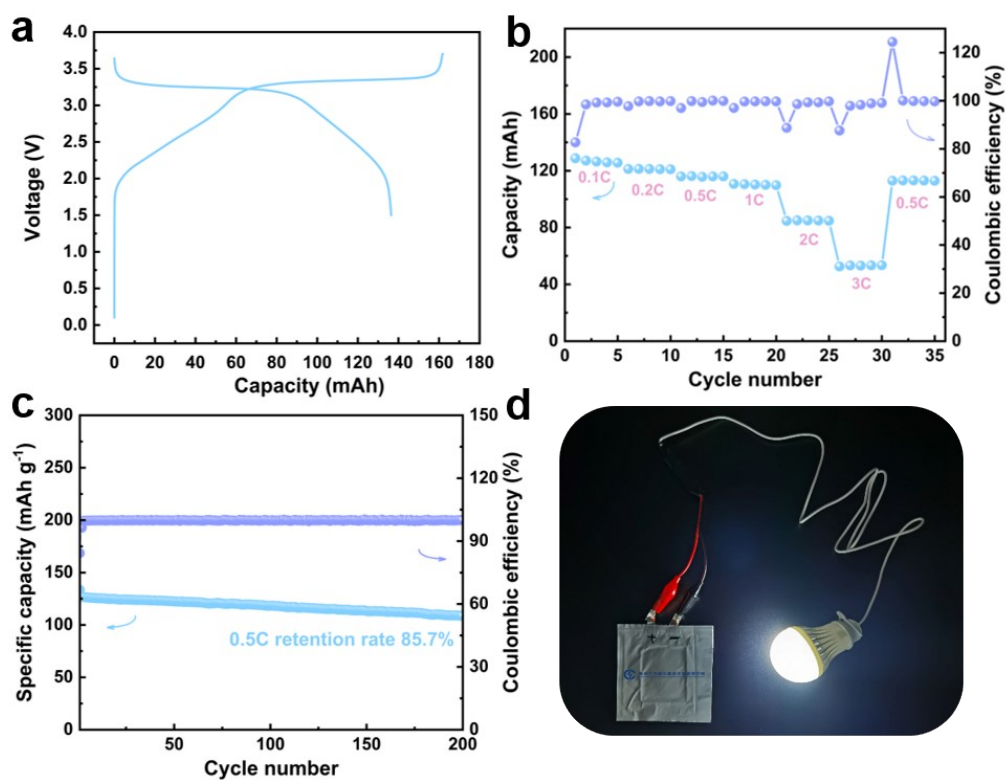 a
Voltage (V)
4.0
3.5
3.0
2.5
2.0
1.5
1.0
0.5
0.0
0 20 40 60 80 100 120 140 160 180
Capacity (mAh)
b
Capacity (mAh)
200
160
120
80
40
0
0.1C
0.2C
0.5C
1C
2C
3C
0.5C
120
100
80
60
40
20
0
Coulombic efficiency (%)
0 5 10 15 20 25 30 35
Cycle number
c
Specific capacity (mAh g⁻¹)
300
250
200
150
100
50
0
0.5C retention rate 85.7%
150
120
90
60
30
0
Coulombic efficiency (%)
50 100 150 200
Cycle number
d
+ −